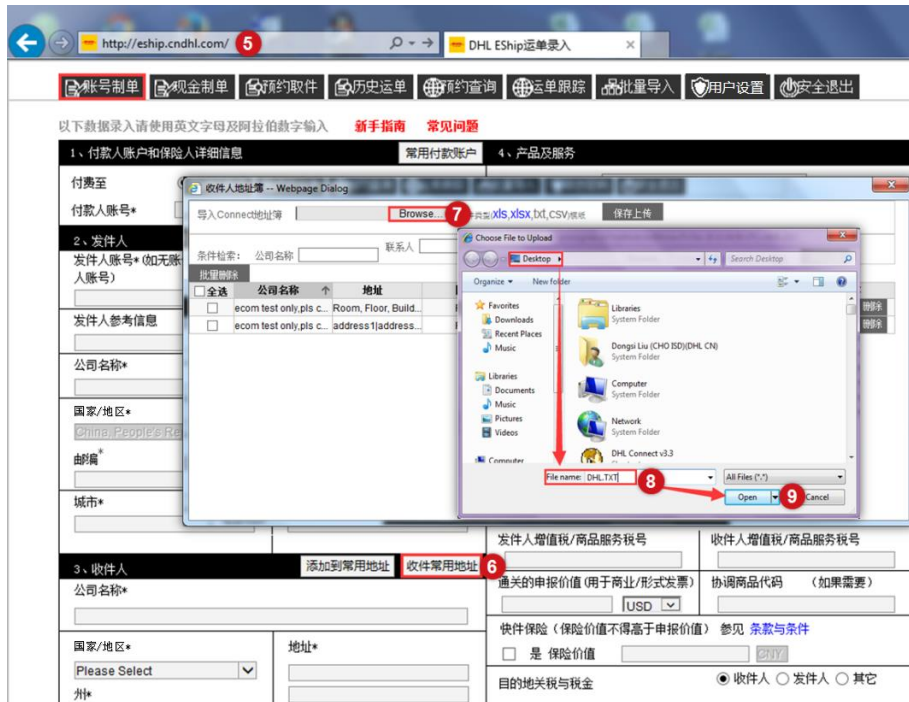 http://eship.cndhl.com/ 5
DHL EShip运单录入
账号制单 现金制单 预约取件 历史运单 预约查询 运单跟踪 批量导入 用户设置 安全退出
以下数据录入请使用英文字母及阿拉伯数字输入 新手指南 常见问题
1、付款人账户和保险人详细信息 常用付款账户 4、产品及服务
付费至
收件人地址簿 -- Webpage Dialog
付款人账号*
导入Connect地址簿 Browse... 7 xls,xlsx,txt,csv 保存上传
2、发件人
发件人账号*(如无账
人账号)
条件检索: 公司名称 联系人
批量删除
全选 公司名称 地址
ecom test only,pls c... Room, Floor, Build...
ecom test only,pls c... address1|address...
删除
删除
Choose File to Upload
Desktop Search Desktop
Organize New folder
Favorites
Downloads
Recent Places
Music
Libraries
Documents
Music
Pictures
Videos
Computer
Libraries
System Folder
Dongsi Liu (CHO ISD)(DHL CN)
System Folder
Computer
System Folder
Network
System Folder
DHL Connect v3.3
File name: DHL.TXT 8 All Files (*.*)
Open 9 Cancel
发件人参考信息
公司名称*
国家/地区*
China, People's Re
邮编*
城市*
发件人增值税/商品服务税号 收件人增值税/商品服务税号
3、收件人 添加到常用地址 收件常用地址 6
公司名称*
通关的申报价值(用于商业/形式发票) 协调商品代码 (如果需要)
USD
快件保险(保险价值不得高于申报价值) 参见 条款与条件
国家/地区* 地址*
是 保险价值 CNY
Please Select
目的地关税与税金 收件人 发件人 其它
州*